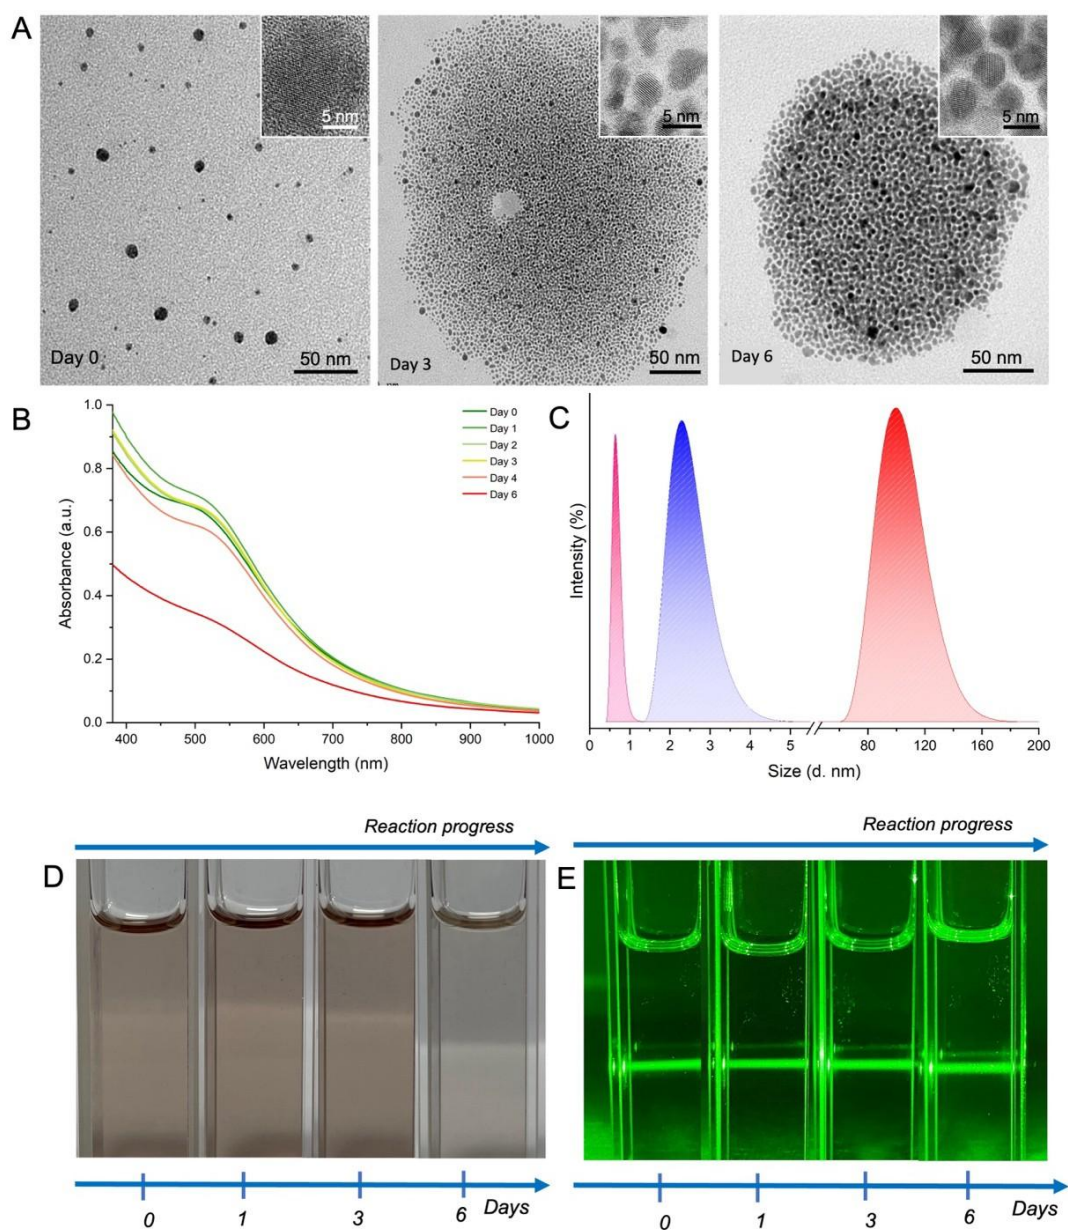 A
5 nm
Day 0
50 nm
5 nm
Day 3
50 nm
5 nm
Day 6
50 nm
B
1.0
0.8
0.6
0.4
0.2
0.0
Absorbance (a.u.)
Day 0
Day 1
Day 2
Day 3
Day 4
Day 6
400 500 600 700 800 900 1000
Wavelength (nm)
C
Intensity (%)
0 1 2 3 4 5 80 120 160 200
Size (d. nm)
Reaction progress
D
0 1 3 6 Days
Reaction progress
E
0 1 3 6 Days